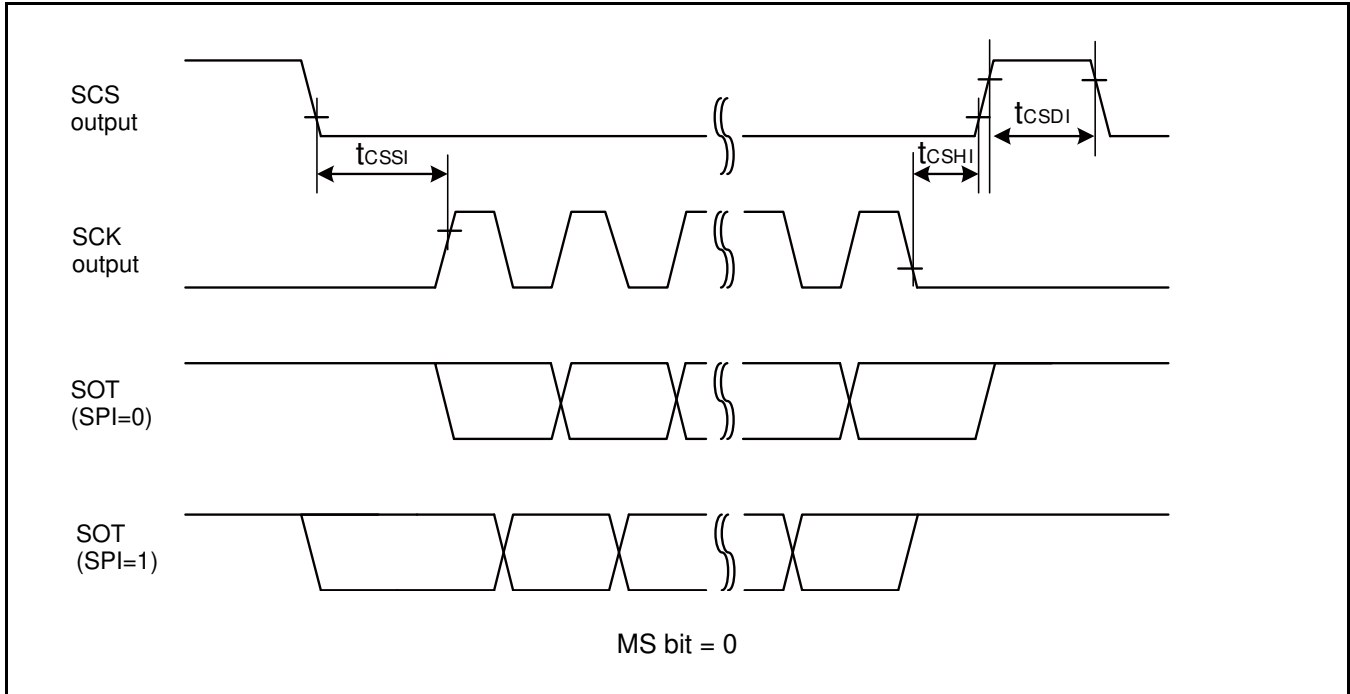 SCS
output
tCSDI
tCSSI
tCSHI
SCK
output
SOT
(SPI=0)
SOT
(SPI=1)
MS bit = 0